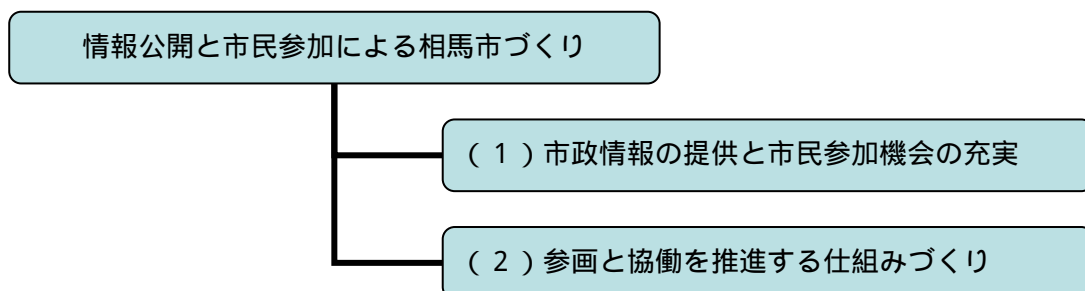 情報公開と市民参加による相馬市づくり
（1）市政情報の提供と市民参加機会の充実
（2）参画と協働を推進する仕組みづくり